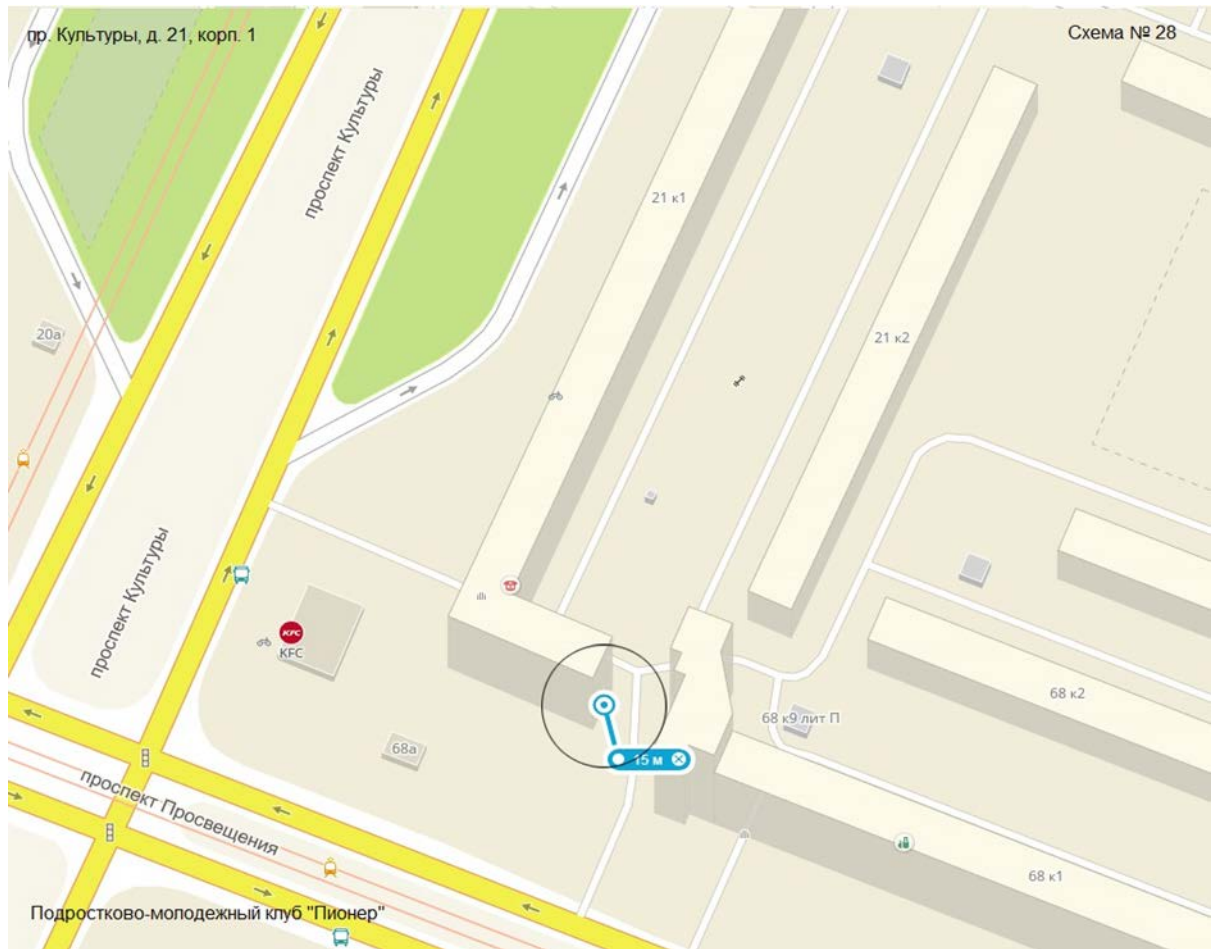 пр. Культуры, д. 21, корп. 1
Схема № 28
проспект Культуры
21 к1
20а
21 к2
проспект Культуры
KFC
KFC
68 к2
68 к9 лит П
68а
15 м
проспект Просвещения
68 к1
Подростково-молодежный клуб "Пионер"